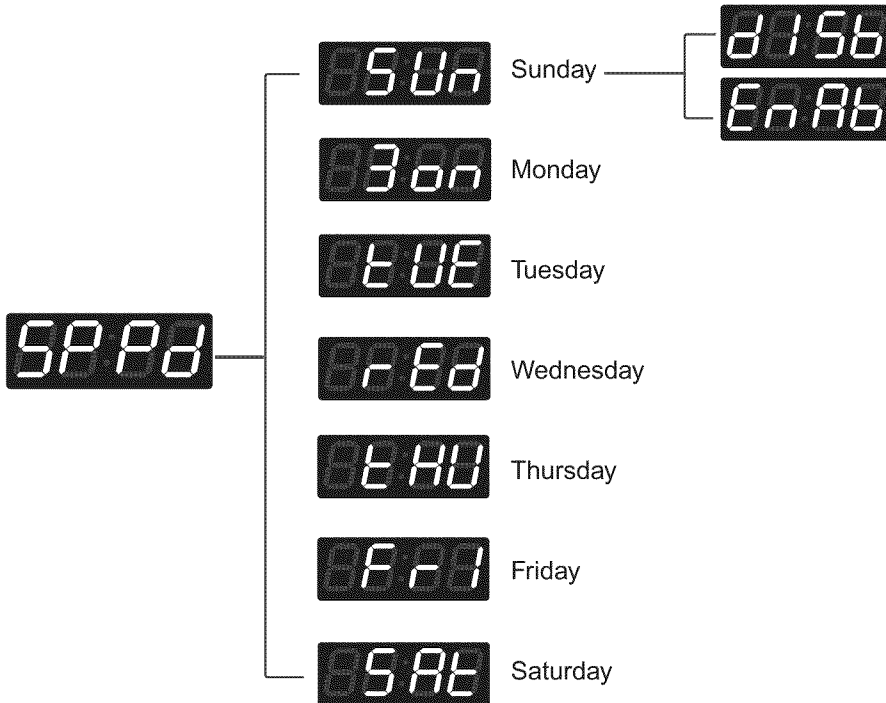 SPPd
SUn Sunday
dISb
EnAb
3on Monday
tUE Tuesday
rEd Wednesday
tHU Thursday
FrI Friday
SAt Saturday